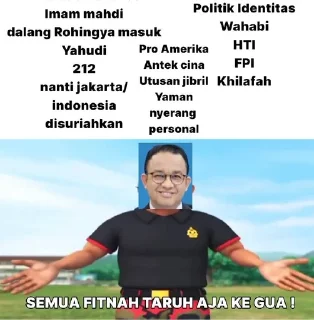 Imam mahdi
dalang Rohingya masuk
Yahudi
212
nanti jakarta/
indonesia
disuriahkan
Pro Amerika
Antek cina
Utusan jibril
Yaman
nyerang
personal
Politik Identitas
Wahabi
HTI
FPI
Khilafah
SEMUA FITNAH TARUH AJA KE GUA !